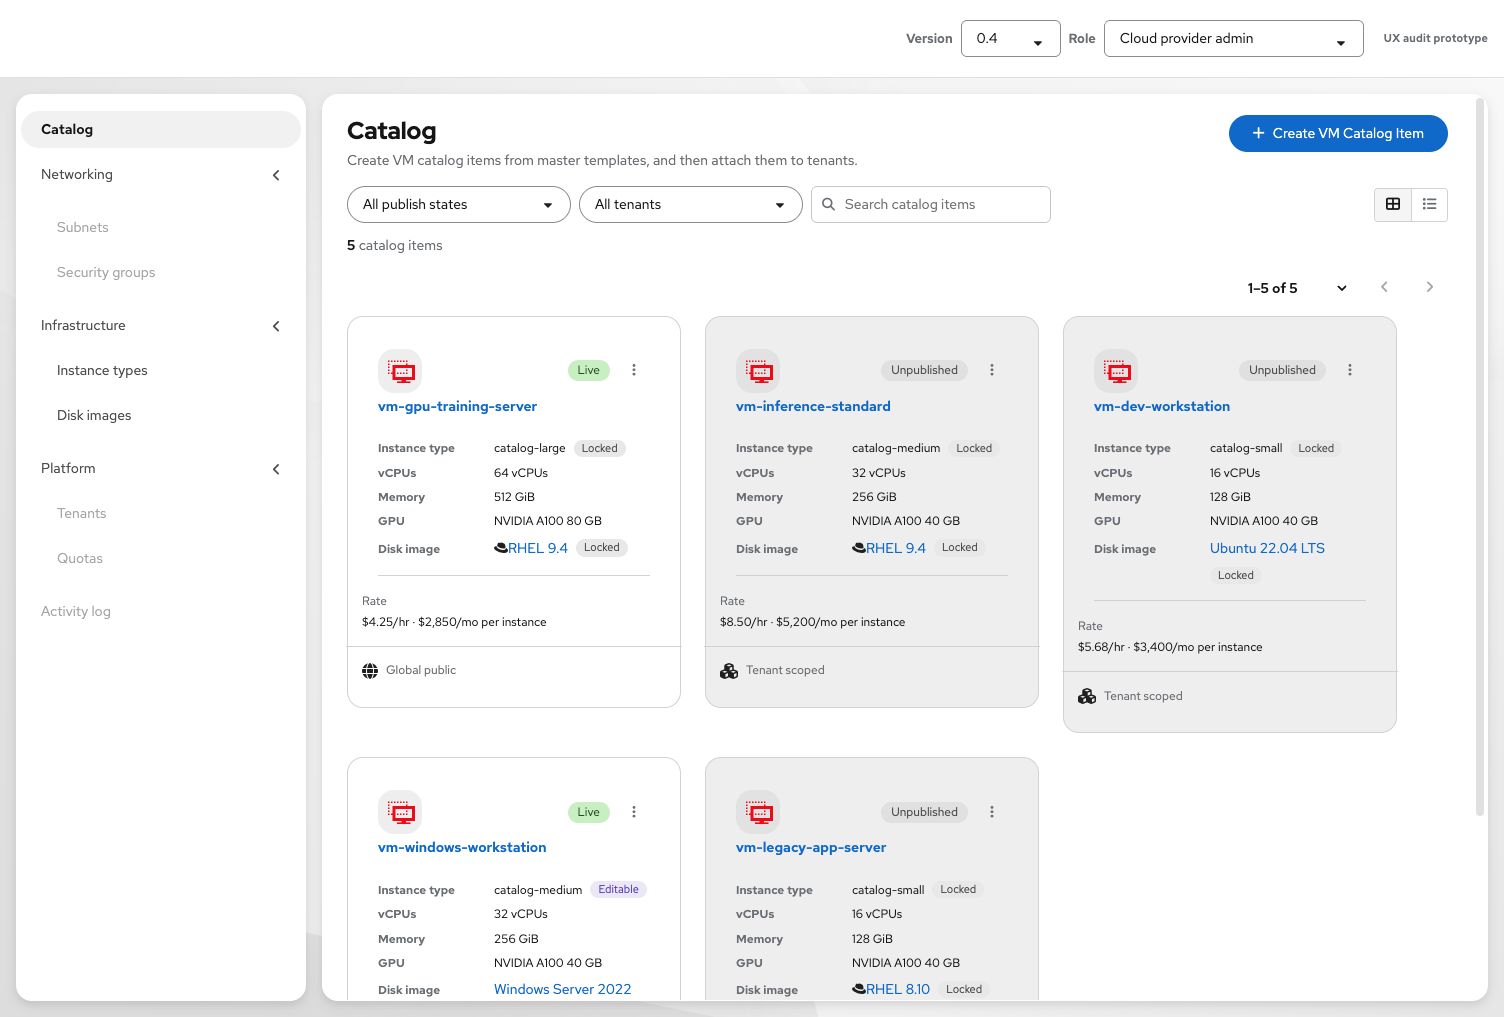 Version 0.4 Role Cloud provider admin UX audit prototype
Catalog
Networking
Subnets
Security groups
Infrastructure
Instance types
Disk images
Platform
Tenants
Quotas
Activity log
Catalog
Create VM Catalog Item
Create VM catalog items from master templates, and then attach them to tenants.
All publish states All tenants Search catalog items
5 catalog items
1–5 of 5
Live
vm-gpu-training-server
Instance type catalog-large Locked
vCPUs 64 vCPUs
Memory 512 GiB
GPU NVIDIA A100 80 GB
Disk image RHEL 9.4 Locked
Rate
$4.25/hr · $2,850/mo per instance
Global public
Unpublished
vm-inference-standard
Instance type catalog-medium Locked
vCPUs 32 vCPUs
Memory 256 GiB
GPU NVIDIA A100 40 GB
Disk image RHEL 9.4 Locked
Rate
$8.50/hr · $5,200/mo per instance
Tenant scoped
Unpublished
vm-dev-workstation
Instance type catalog-small Locked
vCPUs 16 vCPUs
Memory 128 GiB
GPU NVIDIA A100 40 GB
Disk image Ubuntu 22.04 LTS
Locked
Rate
$5.68/hr · $3,400/mo per instance
Tenant scoped
Live
vm-windows-workstation
Instance type catalog-medium Editable
vCPUs 32 vCPUs
Memory 256 GiB
GPU NVIDIA A100 40 GB
Disk image Windows Server 2022
Unpublished
vm-legacy-app-server
Instance type catalog-small Locked
vCPUs 16 vCPUs
Memory 128 GiB
GPU NVIDIA A100 40 GB
Disk image RHEL 8.10 Locked